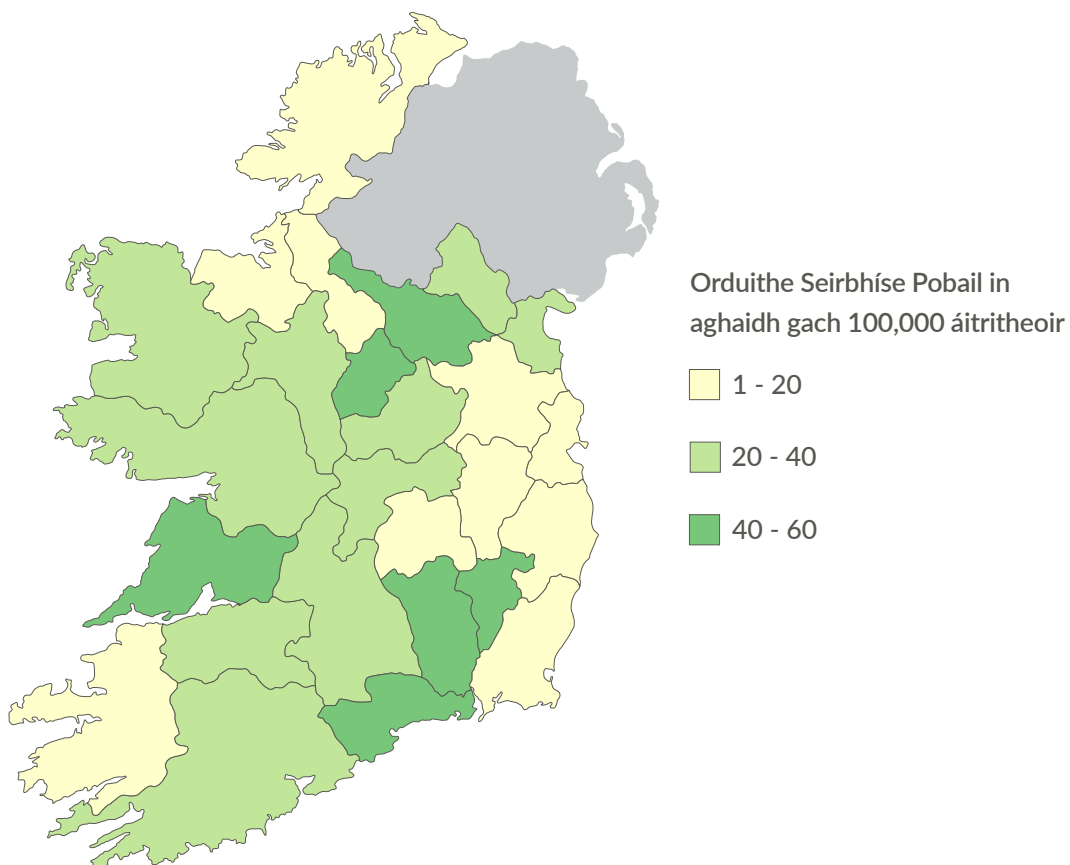 Orduithe Seirbhíse Pobail in
aghaidh gach 100,000 áitritheoir
1 - 20
20 - 40
40 - 60